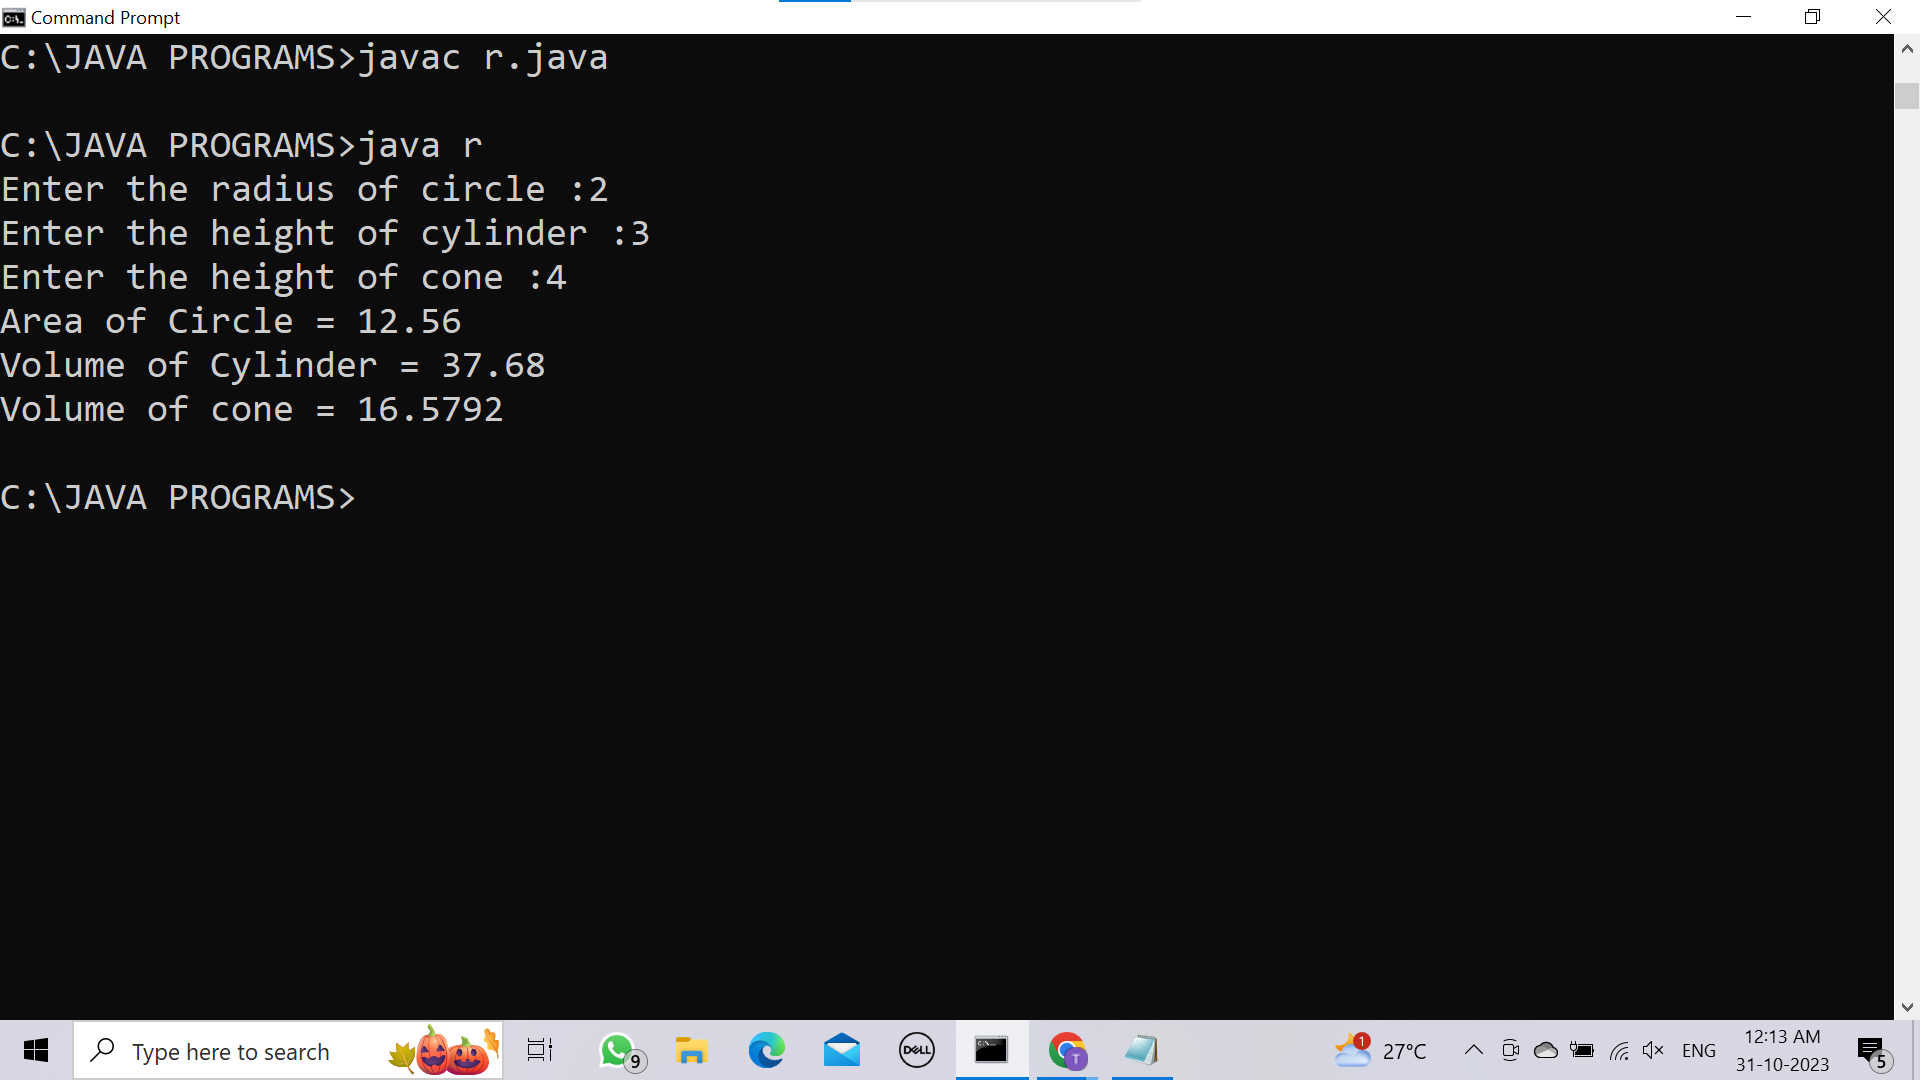 Command Prompt
C:\JAVA PROGRAMS>javac r.java
C:\JAVA PROGRAMS>java r
Enter the radius of circle :2
Enter the height of cylinder :3
Enter the height of cone :4
Area of Circle = 12.56
Volume of Cylinder = 37.68
Volume of cone = 16.5792
C:\JAVA PROGRAMS>
Type here to search
9
DELL
T
1
27°C
ENG
12:13 AM
31-10-2023
5